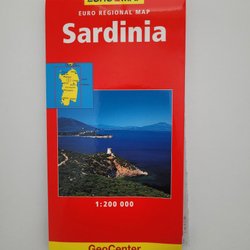 EURO REGIONAL MAP
Sardinia
1:200 000
GeoCenter